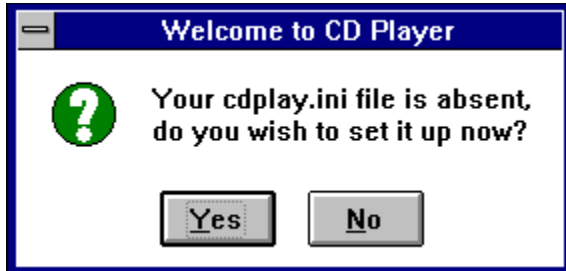 Welcome to CD Player
Your cdplay.ini file is absent,
do you wish to set it up now?
Yes No